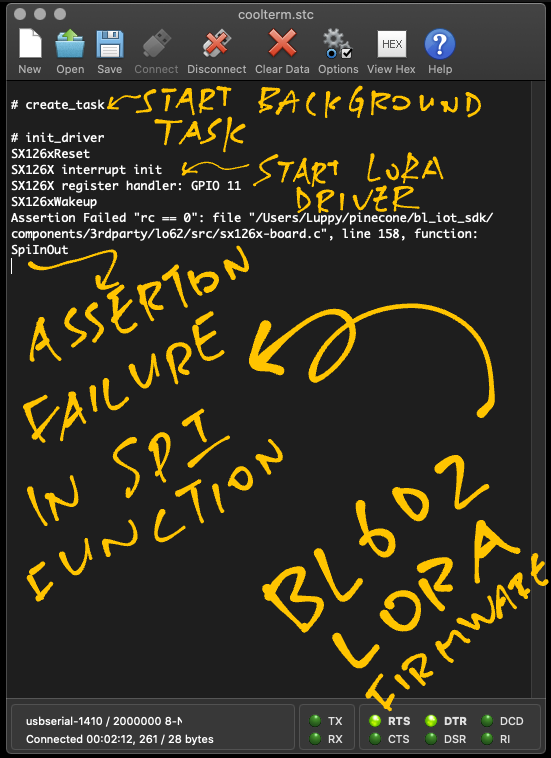 coolterm.stc
New Open Save Connect Disconnect Clear Data Options HEX View Hex ? Help
# create_task START BACKGROUND TASK
# init_driver
SX126xReset
SX126X interrupt init START LORA DRIVER
SX126X register handler: GPIO 11
SX126xWakeup
Assertion Failed "rc == 0": file "/Users/Luppy/pinecone/bl_iot_sdk/
components/3rdparty/lo62/src/sx126x-board.c", line 158, function:
SpiInOut
ASSERTION
FAILURE
IN SPI
FUNCTION
BL602
LORA
FIRMWARE
usbserial-1410 / 2000000 8-N
Connected 00:02:12, 261 / 28 bytes
TX RTS DTR DCD
RX CTS DSR RI